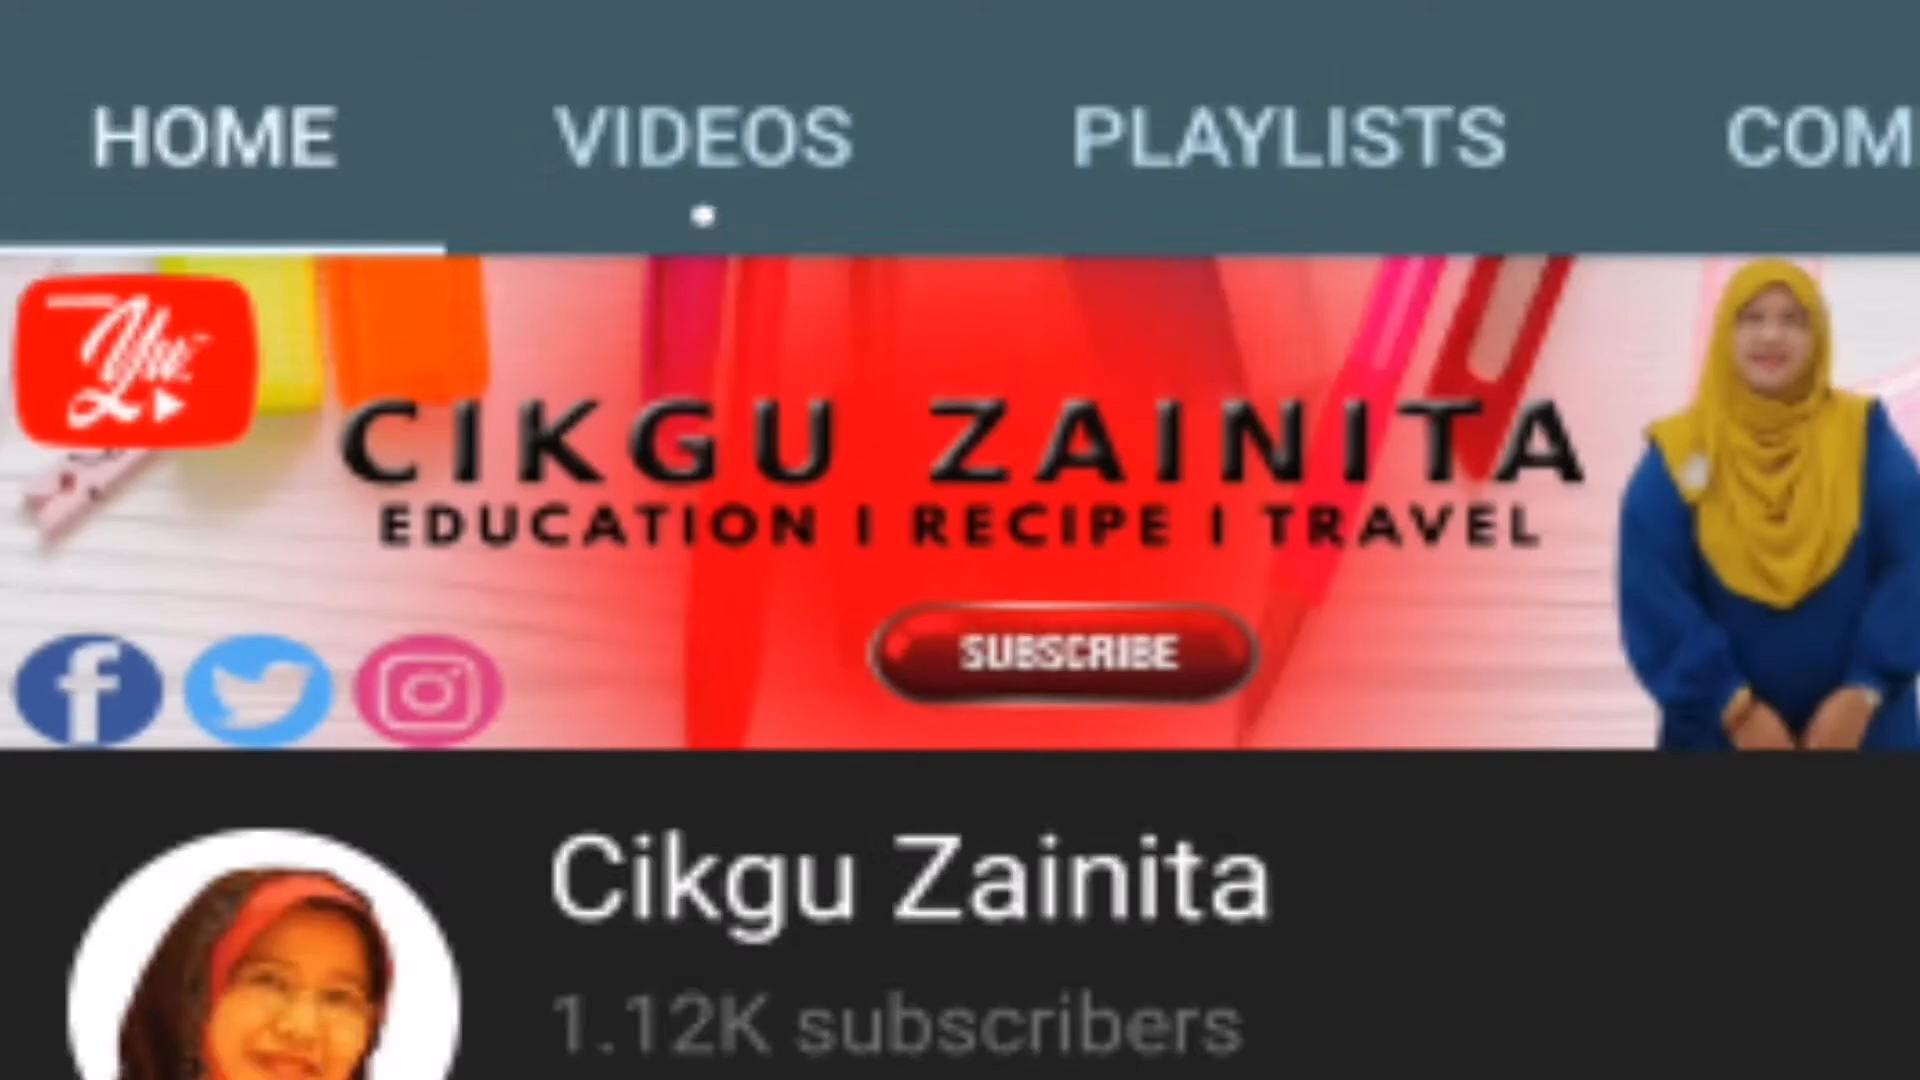 HOME VIDEOS PLAYLISTS COM
CIKGU ZAINITA
EDUCATION I RECIPE I TRAVEL
SUBSCRIBE
Cikgu Zainita
1.12K subscribers